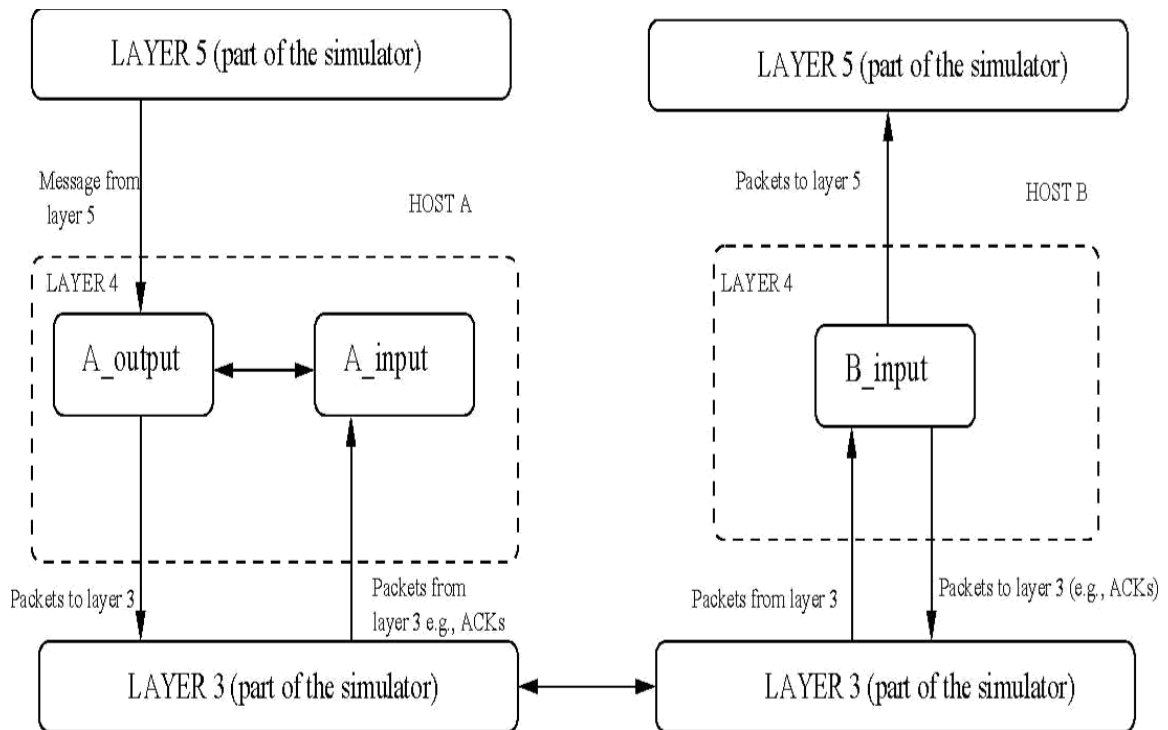 LAYER 5 (part of the simulator)
LAYER 5 (part of the simulator)
Message from
layer 5
HOST A
Packets to layer 5
HOST B
LAYER 4
LAYER 4
A_output
A_input
B_input
Packets to layer 3
Packets from
layer 3 e.g., ACKs
Packets from layer 3
Packets to layer 3 (e.g., ACKs)
LAYER 3 (part of the simulator)
LAYER 3 (part of the simulator)